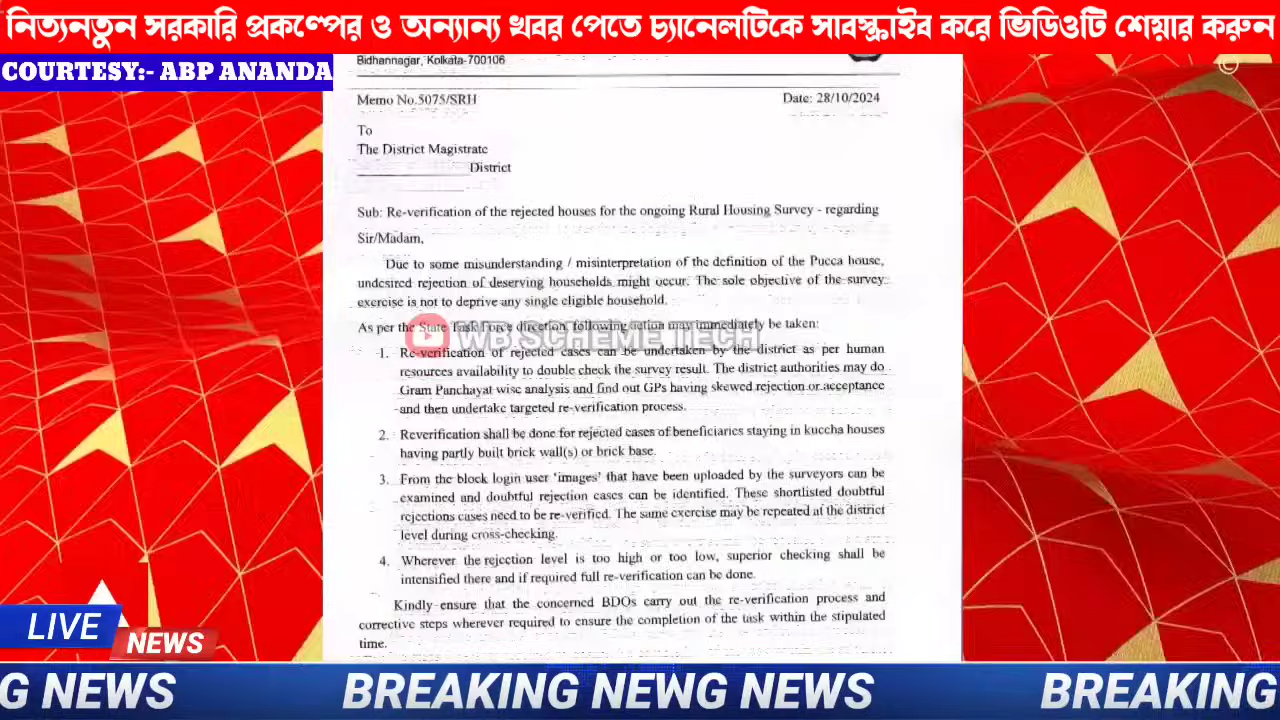 নিত্যনতুন সরকারি প্রকল্পের ও অন্যান্য খবর পেতে চ্যানেলটিকে সাবস্ক্রাইব করে ভিডিওটি শেয়ার করুন
COURTESY:- ABP ANANDA
©
Bidhannagar, Kolkata-700106
Memo No.5075/SRH Date: 28/10/2024
To
The District Magistrate
District
Sub: Re-verification of the rejected houses for the ongoing Rural Housing Survey - regarding
Sir/Madam,
Due to some misunderstanding / misinterpretation of the definition of the Pucca house,
undesired rejection of deserving households might occur. The sole objective of the survey
exercise is not to deprive any single eligible household.
As per the State Task Force direction, following action may immediately be taken:
WB SCHEME TECH
1. Re-verification of rejected cases can be undertaken by the district as per human
resources availability to double check the survey result. The district authorities may do
Gram Panchayat wise analysis and find out GPs having skewed rejection or acceptance
and then undertake targeted re-verification process.
2. Reverification shall be done for rejected cases of beneficiaries staying in kuccha houses
having partly built brick wall(s) or brick base.
3. From the block login user 'images' that have been uploaded by the surveyors can be
examined and doubtful rejection cases can be identified. These shortlisted doubtful
rejections cases need to be re-verified. The same exercise may be repeated at the district
level during cross-checking.
4. Wherever the rejection level is too high or too low, superior checking shall be
intensified there and if required full re-verification can be done.
Kindly ensure that the concerned BDOs carry out the re-verification process and
corrective steps wherever required to ensure the completion of the task within the stipulated
time.
LIVE
NEWS
G NEWS BREAKING NEWG NEWS BREAKING